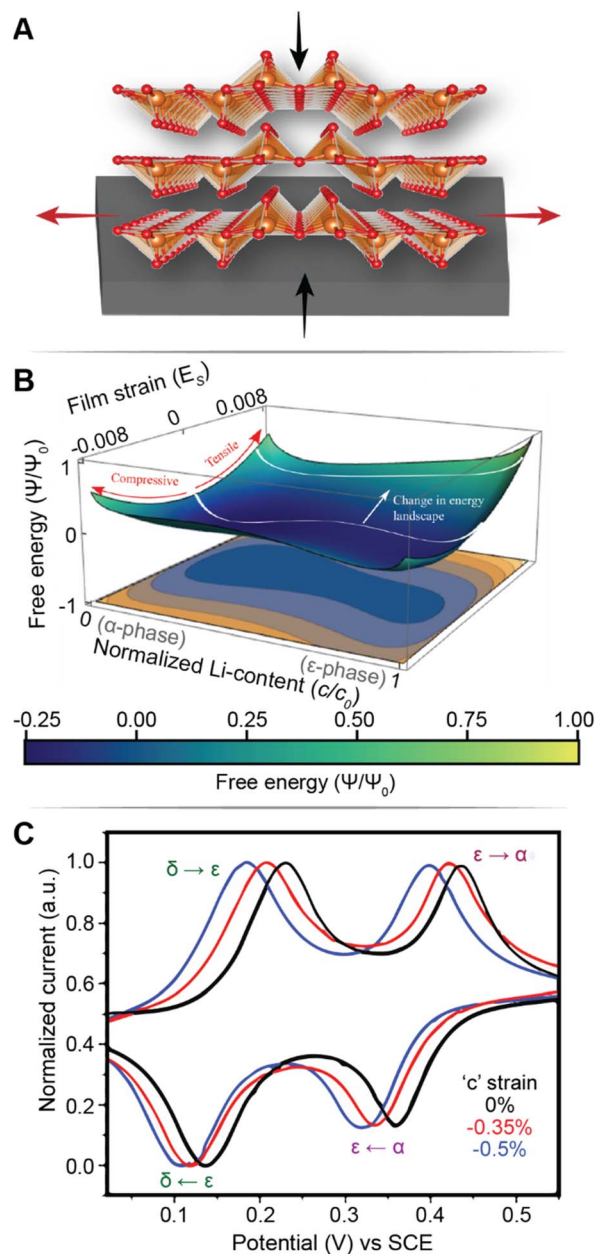 A
B
Film strain (E_S)
-0.008 0 0.008
Free energy (Ψ/Ψ₀)
1
0
-1
Compressive
Tensile
Change in energy
landscape
0
(α-phase)
(ε-phase)
1
Normalized Li-content (c/c₀)
-0.25 0.00 0.25 0.50 0.75 1.00
Free energy (Ψ/Ψ₀)
C
Normalized current (a.u.)
1.0
0.8
0.6
0.4
0.2
0.0
δ → ε
ε → α
'c' strain
0%
-0.35%
-0.5%
ε ← α
δ ← ε
0.1 0.2 0.3 0.4 0.5
Potential (V) vs SCE